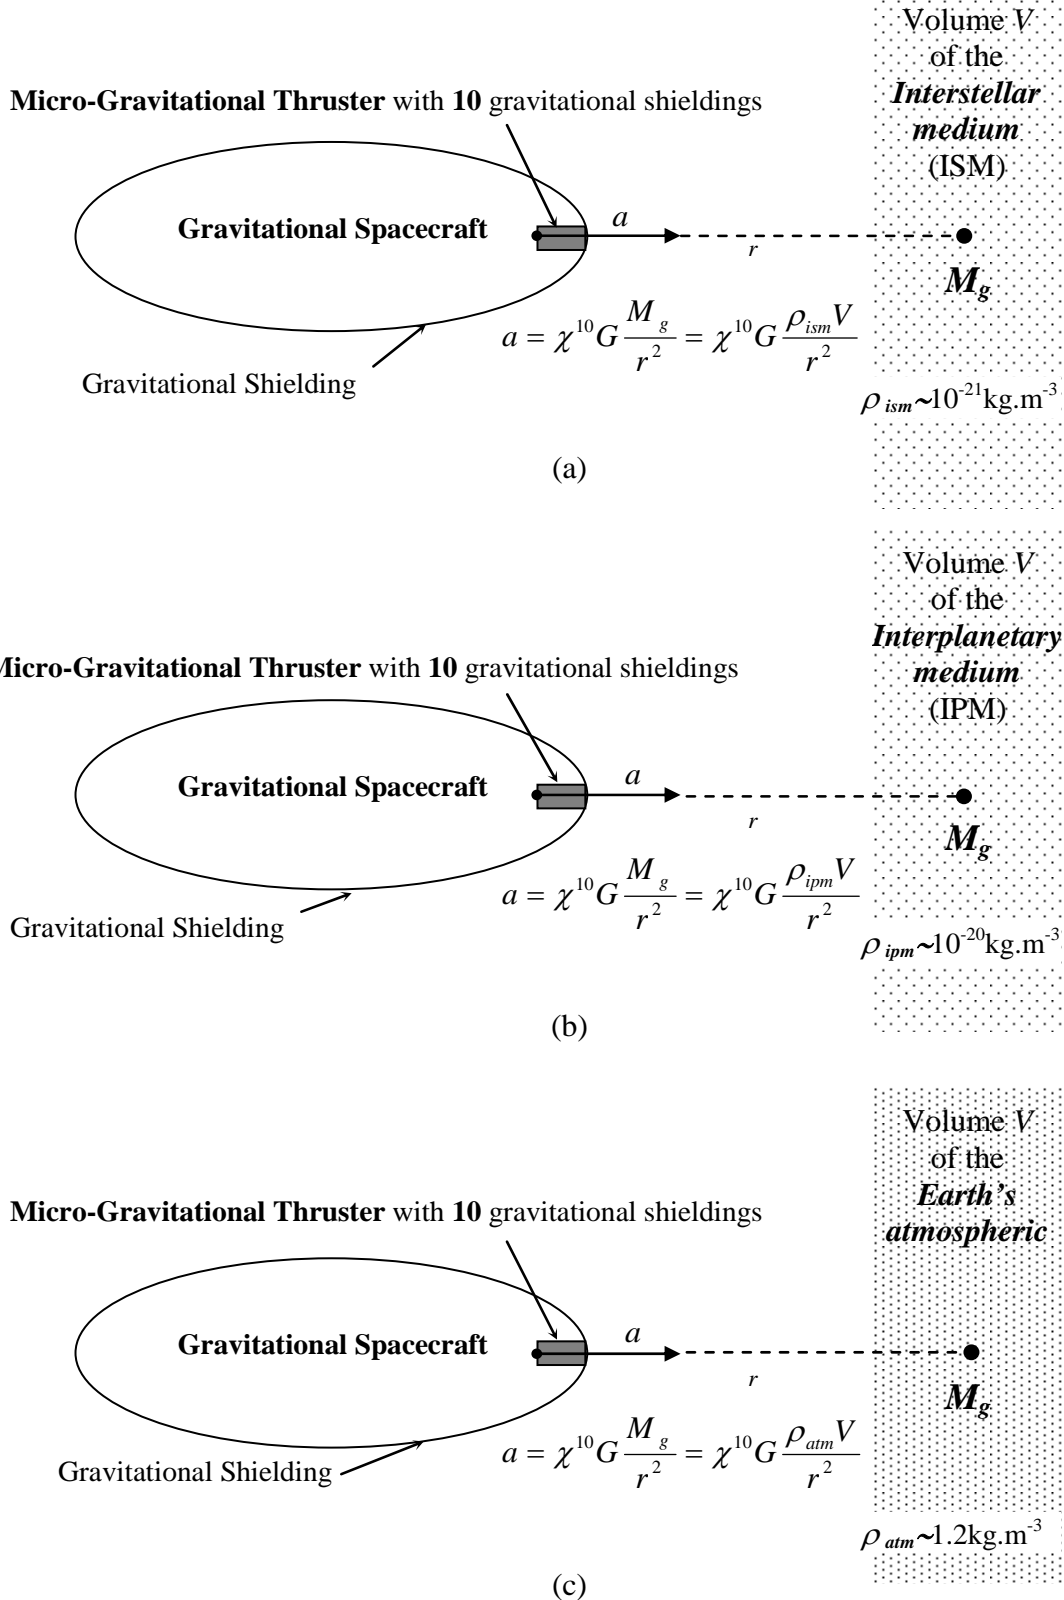 Volume V
of the
Interstellar
medium
(ISM)
Micro-Gravitational Thruster with 10 gravitational shieldings
Gravitational Spacecraft
a
r
M_g
a = χ^10 G M_g / r^2 = χ^10 G ρ_ism V / r^2
Gravitational Shielding
ρ_ism ~10^-21 kg.m^-3
(a)
Volume V
of the
Interplanetary
medium
(IPM)
Micro-Gravitational Thruster with 10 gravitational shieldings
Gravitational Spacecraft
a
r
M_g
a = χ^10 G M_g / r^2 = χ^10 G ρ_ipm V / r^2
Gravitational Shielding
ρ_ipm ~10^-20 kg.m^-3
(b)
Volume V
of the
Earth's
atmospheric
Micro-Gravitational Thruster with 10 gravitational shieldings
Gravitational Spacecraft
a
r
M_g
a = χ^10 G M_g / r^2 = χ^10 G ρ_atm V / r^2
Gravitational Shielding
ρ_atm ~1.2kg.m^-3
(c)